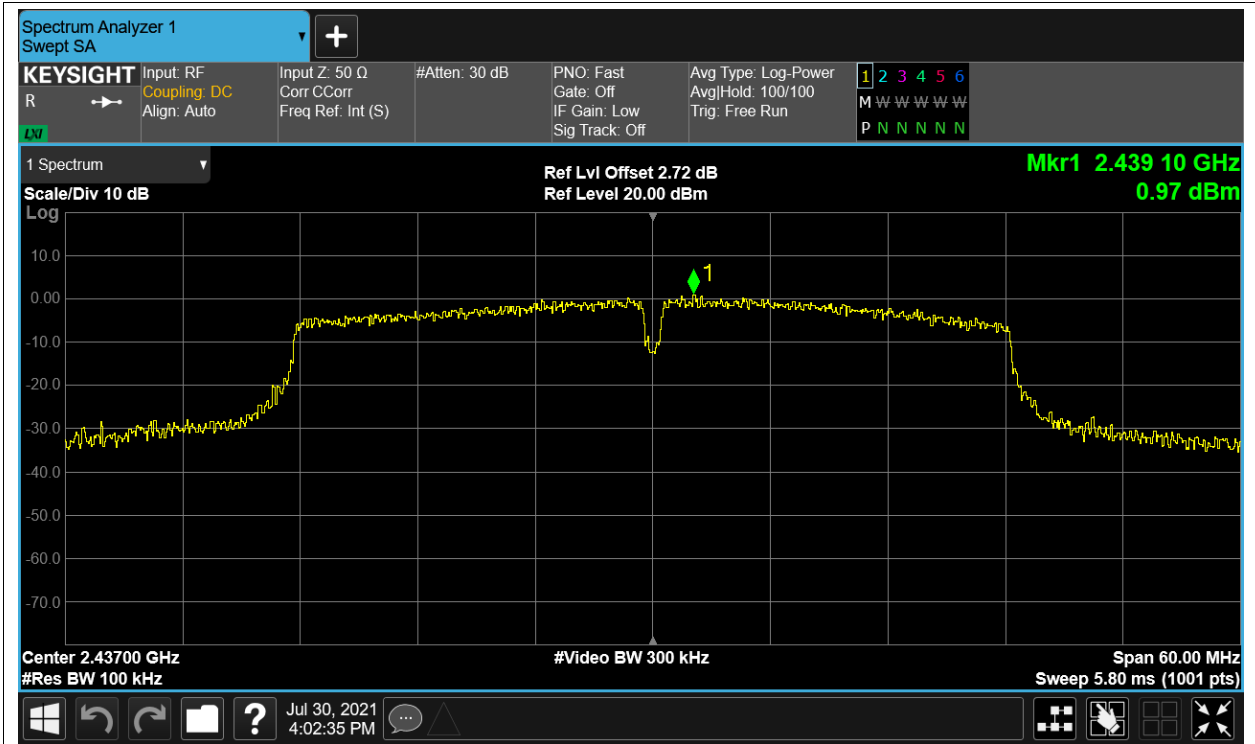 Spectrum Analyzer 1
Swept SA
KEYSIGHT
R
LXI
Input: RF
Coupling: DC
Align: Auto
Input Z: 50 Ω
Corr CCorr
Freq Ref: Int (S)
#Atten: 30 dB
PNO: Fast
Gate: Off
IF Gain: Low
Sig Track: Off
Avg Type: Log-Power
Avg|Hold: 100/100
Trig: Free Run
1 2 3 4 5 6
M W W W W W
P N N N N N
1 Spectrum
Scale/Div 10 dB
Log
Ref Lvl Offset 2.72 dB
Ref Level 20.00 dBm
Mkr1 2.439 10 GHz
0.97 dBm
1
10.0
0.00
-10.0
-20.0
-30.0
-40.0
-50.0
-60.0
-70.0
Center 2.43700 GHz
#Res BW 100 kHz
#Video BW 300 kHz
Span 60.00 MHz
Sweep 5.80 ms (1001 pts)
?
Jul 30, 2021
4:02:35 PM